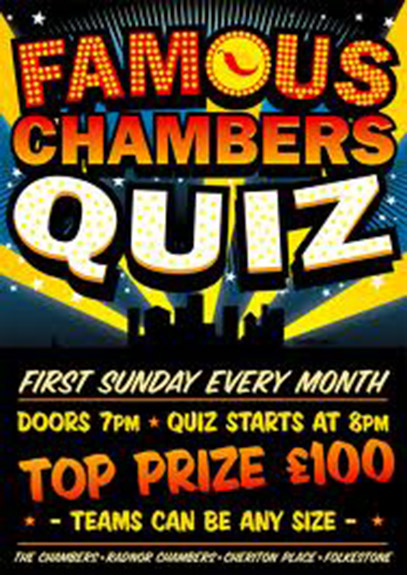 FAMOUS
CHAMBERS
QUIZ
FIRST SUNDAY EVERY MONTH
DOORS 7PM ★ QUIZ STARTS AT 8PM
TOP PRIZE £100
★ - TEAMS CAN BE ANY SIZE - ★
THE CHAMBERS • RADNOR CHAMBERS • CHERITON PLACE • FOLKESTONE